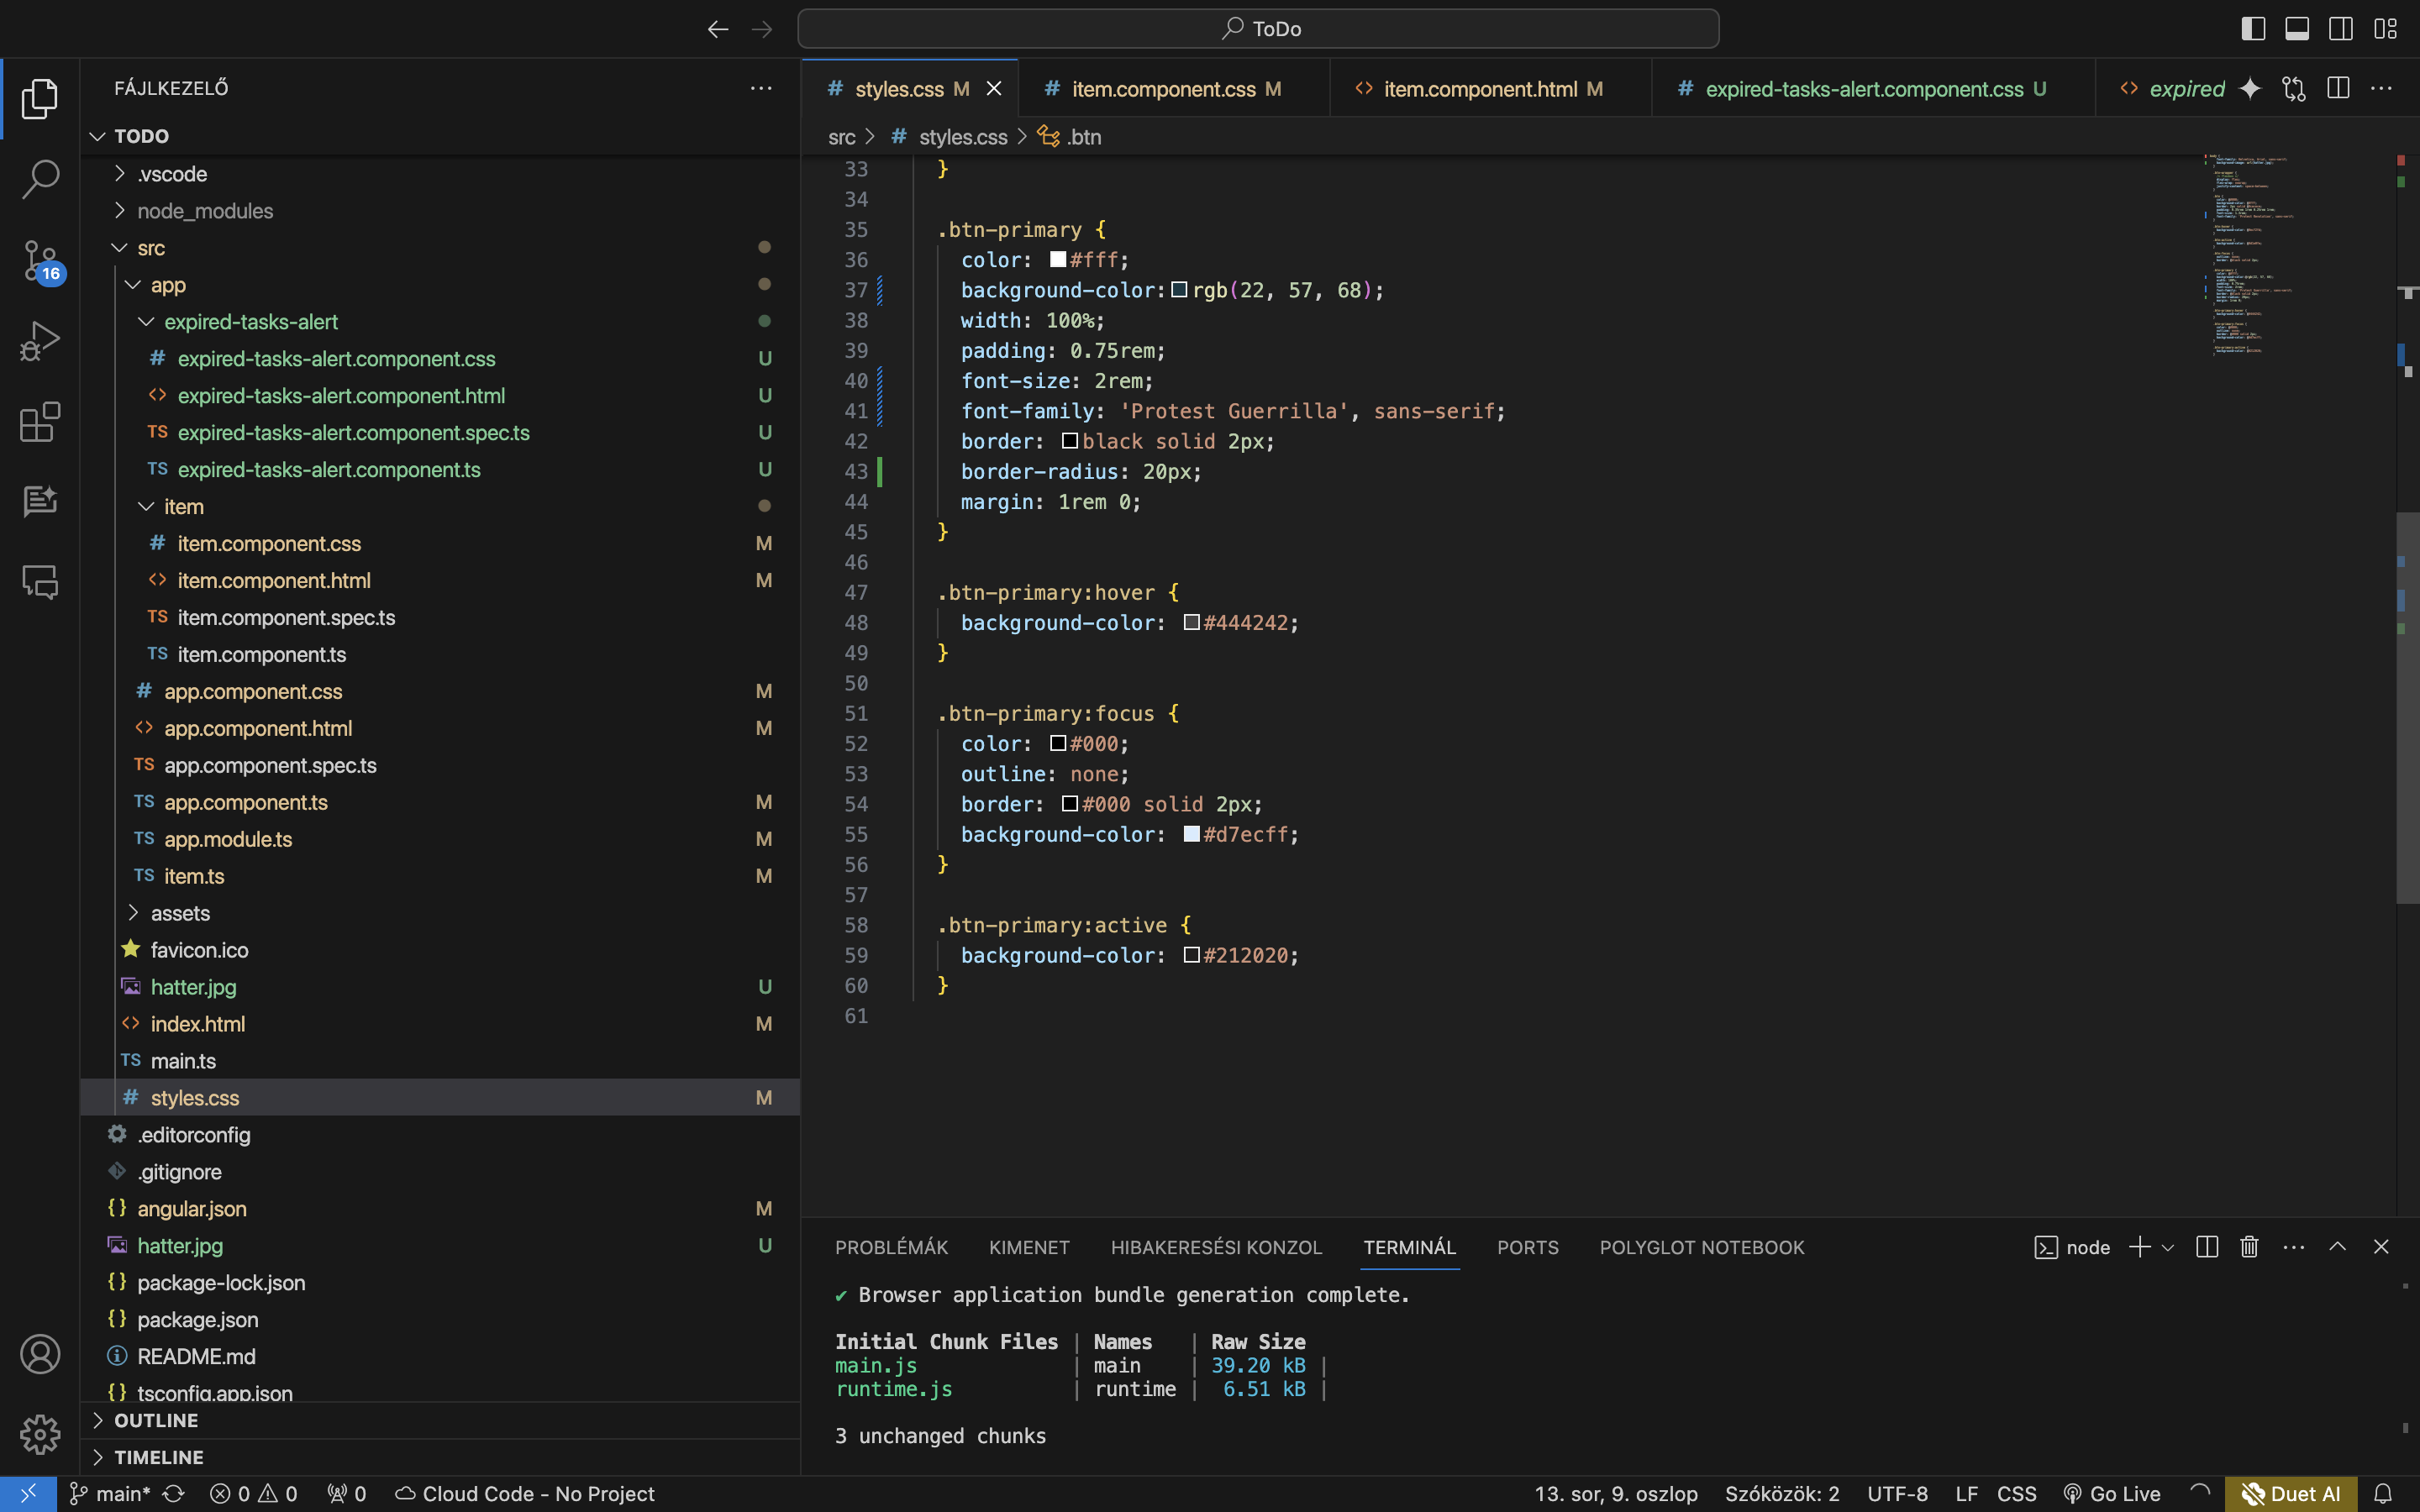 ToDo
FÁJLKEZELŐ
TODO
.vscode
node_modules
src
app
expired-tasks-alert
# expired-tasks-alert.component.css U
<> expired-tasks-alert.component.html U
TS expired-tasks-alert.component.spec.ts U
TS expired-tasks-alert.component.ts U
item
# item.component.css M
<> item.component.html M
TS item.component.spec.ts
TS item.component.ts
# app.component.css M
<> app.component.html M
TS app.component.spec.ts
TS app.component.ts M
TS app.module.ts M
TS item.ts M
assets
favicon.ico
hatter.jpg U
<> index.html M
TS main.ts
# styles.css M
.editorconfig
.gitignore
{} angular.json M
hatter.jpg U
{} package-lock.json
{} package.json
README.md
{} tsconfig.app.json
OUTLINE
TIMELINE
16
# styles.css M
# item.component.css M
<> item.component.html M
# expired-tasks-alert.component.css U
<> expired
src > # styles.css > .btn
33 }
34
35 .btn-primary {
36 color: #fff;
37 background-color: rgb(22, 57, 68);
38 width: 100%;
39 padding: 0.75rem;
40 font-size: 2rem;
41 font-family: 'Protest Guerrilla', sans-serif;
42 border: black solid 2px;
43 border-radius: 20px;
44 margin: 1rem 0;
45 }
46
47 .btn-primary:hover {
48 background-color: #444242;
49 }
50
51 .btn-primary:focus {
52 color: #000;
53 outline: none;
54 border: #000 solid 2px;
55 background-color: #d7ecff;
56 }
57
58 .btn-primary:active {
59 background-color: #212020;
60 }
61
PROBLÉMÁK KIMENET HIBAKERESÉSI KONZOL TERMINÁL PORTS POLYGLOT NOTEBOOK
node
✔ Browser application bundle generation complete.
Initial Chunk Files | Names | Raw Size
main.js | main | 39.20 kB |
runtime.js | runtime | 6.51 kB |
3 unchanged chunks
main* 0 0 0 Cloud Code - No Project
13. sor, 9. oszlop Szóközök: 2 UTF-8 LF CSS Go Live Duet AI